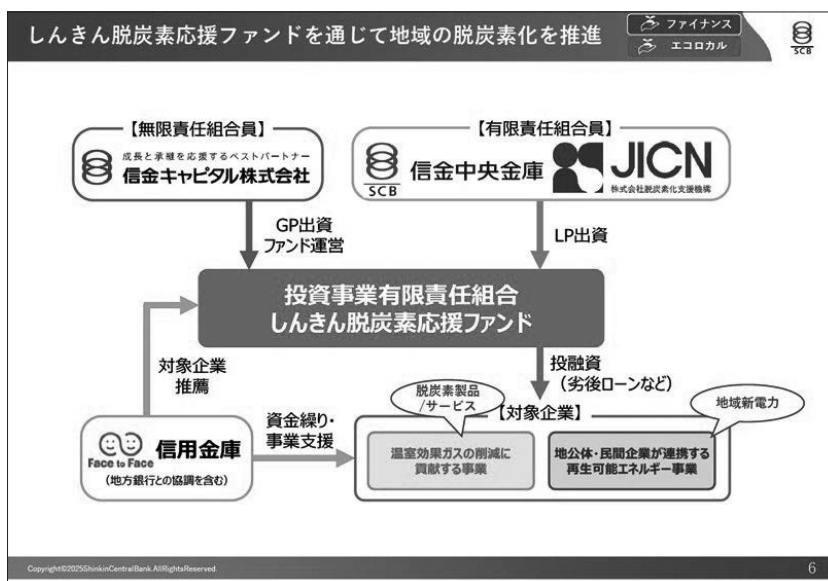 しんきん脱炭素応援ファンドを通じて地域の脱炭素化を推進
ファイナンス
エコロカル
SCB
【無限責任組合員】
成長と承継を応援するベストパートナー
信金キャピタル株式会社
【有限責任組合員】
SCB
信金中央金庫
JICN
株式会社脱炭素化支援機構
GP出資
ファンド運営
LP出資
投資事業有限責任組合
しんきん脱炭素応援ファンド
対象企業
推薦
投融資
(劣後ローンなど)
脱炭素製品
/サービス
地域新電力
【対象企業】
資金繰り・
事業支援
Face to Face
信用金庫
(地方銀行との協調を含む)
温室効果ガスの削減に
貢献する事業
地公体・民間企業が連携する
再生可能エネルギー事業
Copyright©2025ShinkinCentralBank.AllRightsReserved.
6